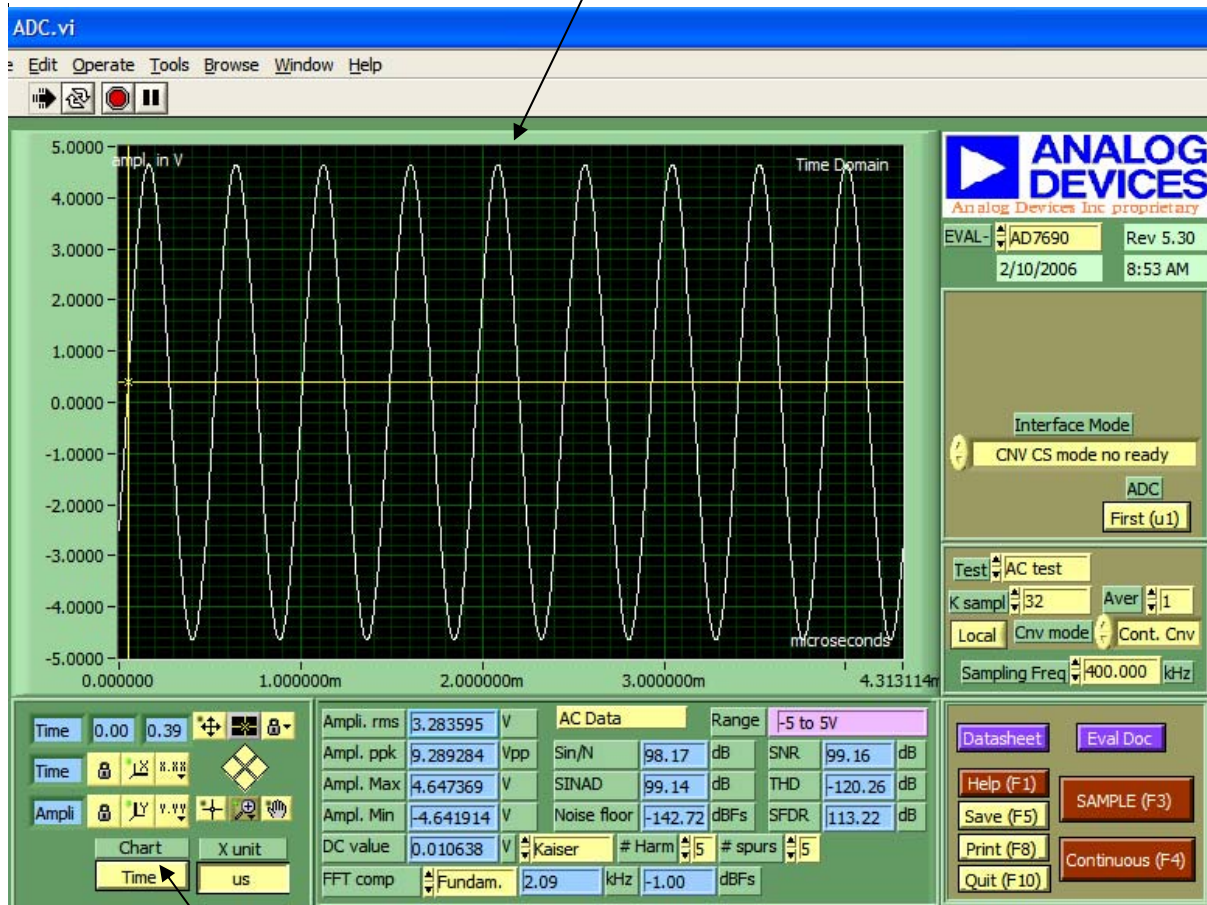 ADC.vi
Edit Operate Tools Browse Window Help
ampl. in V
Time Domain
5.0000
4.0000
3.0000
2.0000
1.0000
0.0000
-1.0000
-2.0000
-3.0000
-4.0000
-5.0000
microseconds
0.000000 1.000000m 2.000000m 3.000000m 4.313114m
ANALOG
DEVICES
Analog Devices Inc proprietary
EVAL- AD7690 Rev 5.30
2/10/2006 8:53 AM
Interface Mode
CNV CS mode no ready
ADC
First (u1)
Test AC test
K sampl 32 Aver 1
Local Cnv mode Cont. Cnv
Sampling Freq 400.000 kHz
Time 0.00 0.39
Time X X.XX
Ampli Y Y.YY
Chart X unit
Time us
Ampli. rms 3.283595 V AC Data Range -5 to 5V
Ampl. ppk 9.289284 Vpp Sin/N 98.17 dB SNR 99.16 dB
Ampl. Max 4.647369 V SINAD 99.14 dB THD -120.26 dB
Ampl. Min -4.641914 V Noise floor -142.72 dBFs SFDR 113.22 dB
DC value 0.010638 V Kaiser # Harm 5 # spurs 5
FFT comp Fundam. 2.09 kHz -1.00 dBFs
Datasheet Eval Doc
Help (F1)
SAMPLE (F3)
Save (F5)
Print (F8)
Continuous (F4)
Quit (F10)